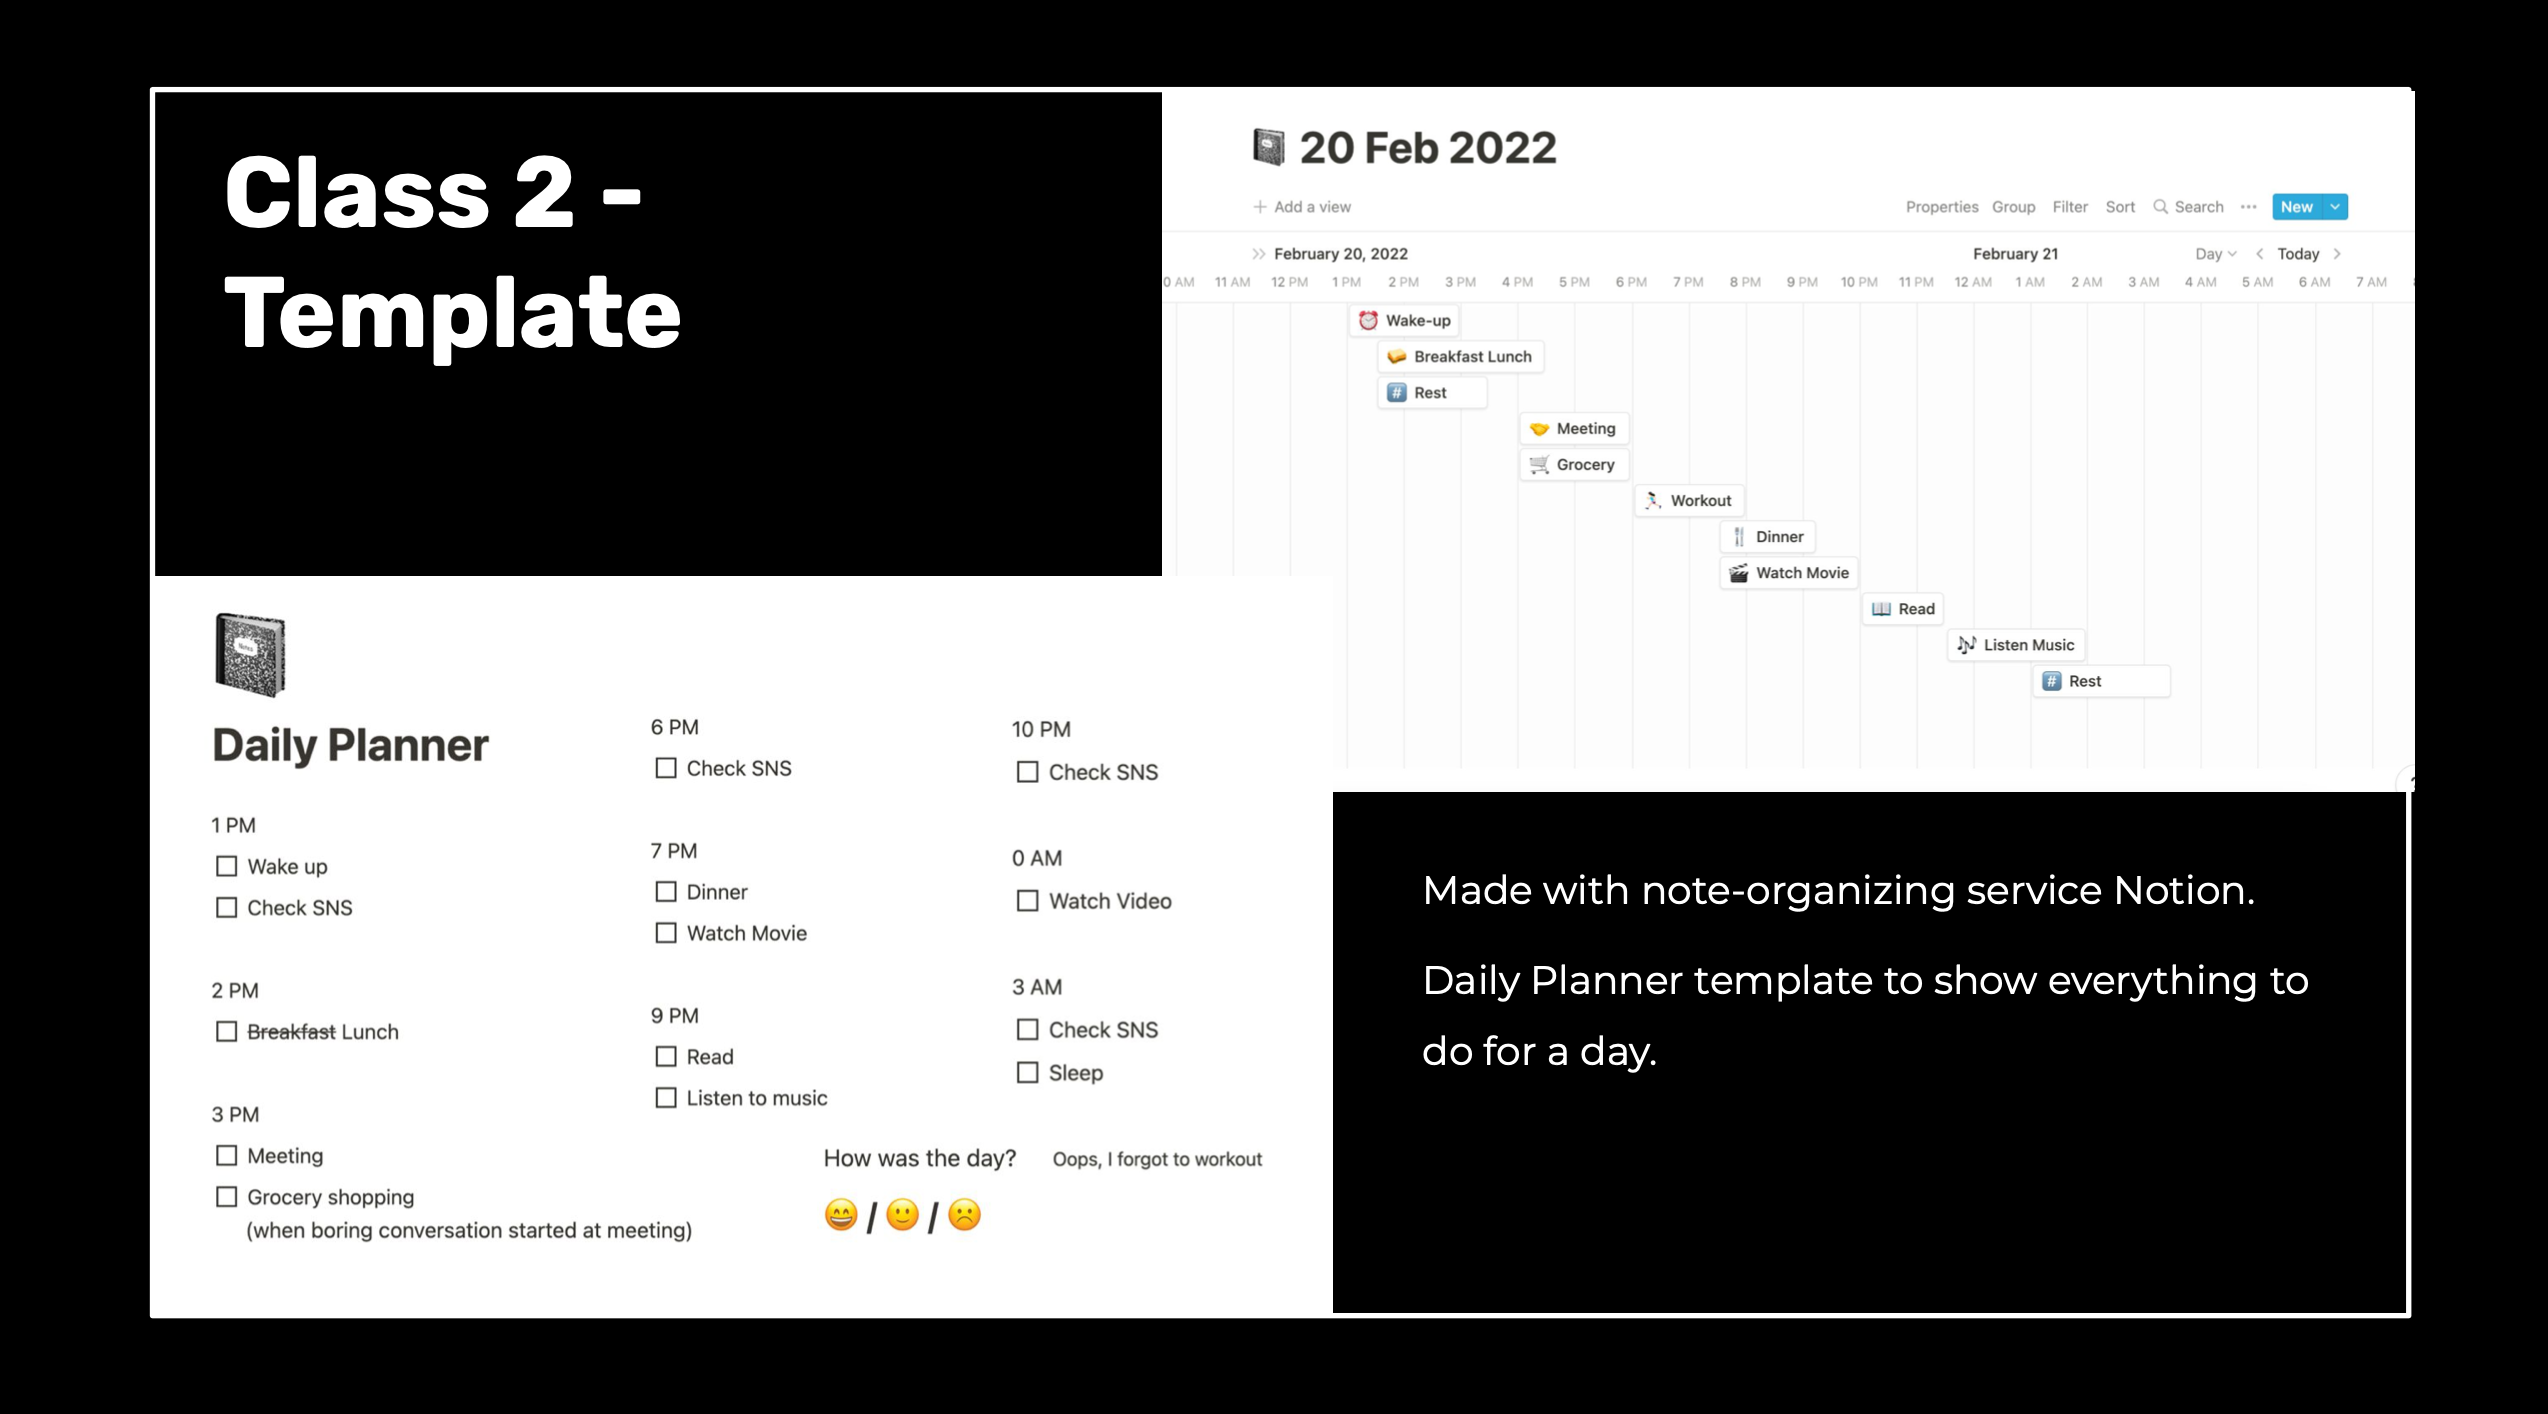 Class 2 -
Template
20 Feb 2022
Add a view
Properties Group Filter Sort Search ··· New
February 20, 2022 February 21 Day Today
0 AM 11 AM 12 PM 1 PM 2 PM 3 PM 4 PM 5 PM 6 PM 7 PM 8 PM 9 PM 10 PM 11 PM 12 AM 1 AM 2 AM 3 AM 4 AM 5 AM 6 AM 7 AM
Wake-up
Breakfast Lunch
# Rest
Meeting
Grocery
Workout
Dinner
Watch Movie
Read
Listen Music
# Rest
Notes
Daily Planner
1 PM
Wake up
Check SNS
2 PM
Breakfast Lunch
3 PM
Meeting
Grocery shopping
(when boring conversation started at meeting)
6 PM
Check SNS
7 PM
Dinner
Watch Movie
9 PM
Read
Listen to music
10 PM
Check SNS
0 AM
Watch Video
3 AM
Check SNS
Sleep
How was the day? Oops, I forgot to workout
😄 / 🙂 / ☹️
Made with note-organizing service Notion.
Daily Planner template to show everything to
do for a day.